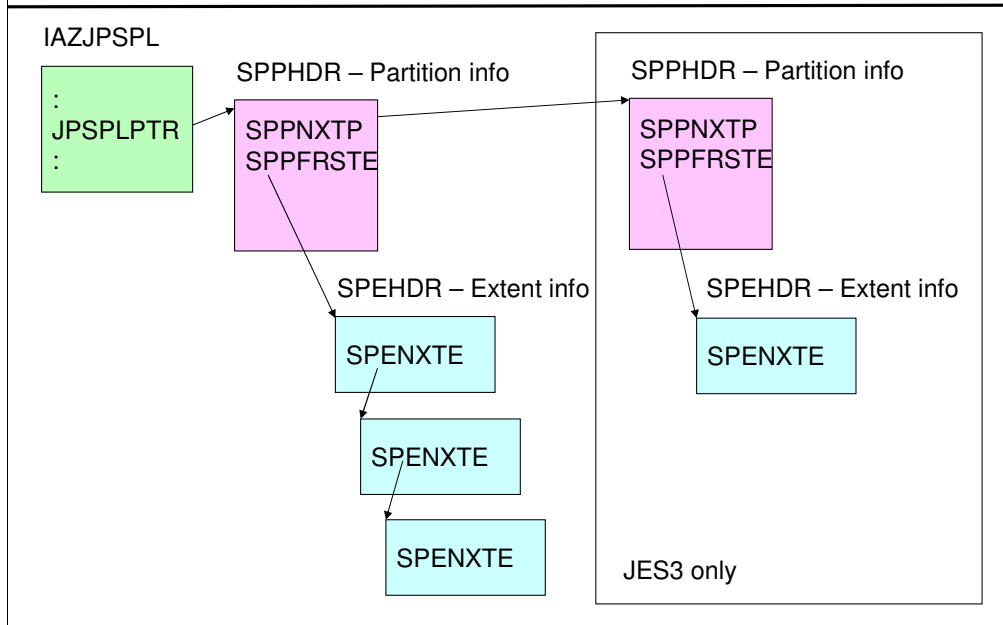 IAZJPSPL
:
JPSPLPTR
:
SPPHDR – Partition info
SPPNXTP
SPPFRSTE
SPEHDR – Extent info
SPENXTE
SPENXTE
SPENXTE
SPPHDR – Partition info
SPPNXTP
SPPFRSTE
SPEHDR – Extent info
SPENXTE
JES3 only